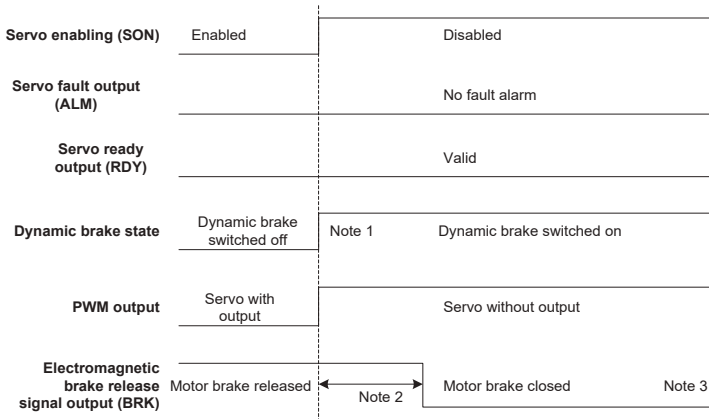 Servo enabling (SON) Enabled Disabled
Servo fault output
(ALM) No fault alarm
Servo ready
output (RDY) Valid
Dynamic brake state Dynamic brake
switched off Note 1 Dynamic brake switched on
PWM output Servo with
output Servo without output
Electromagnetic
brake release
signal output (BRK) Motor brake released Note 2 Motor brake closed Note 3